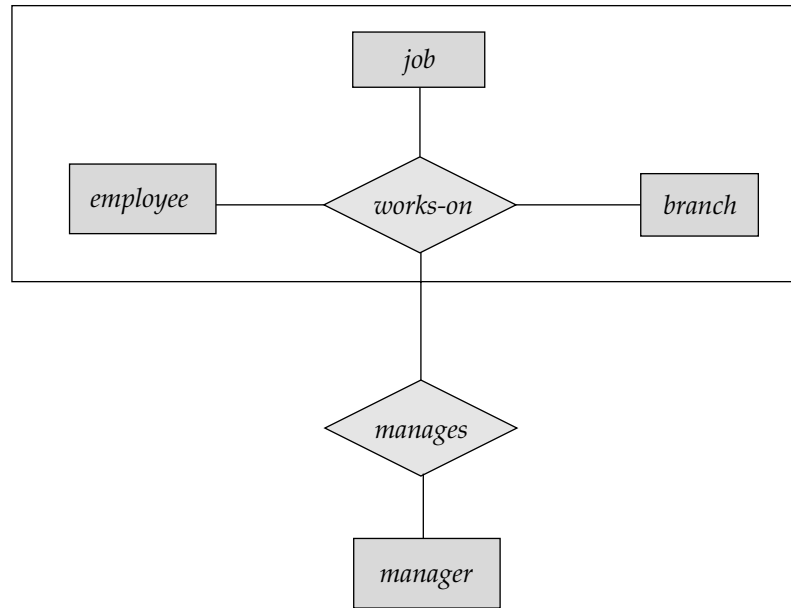 job
employee
works-on
branch
manages
manager